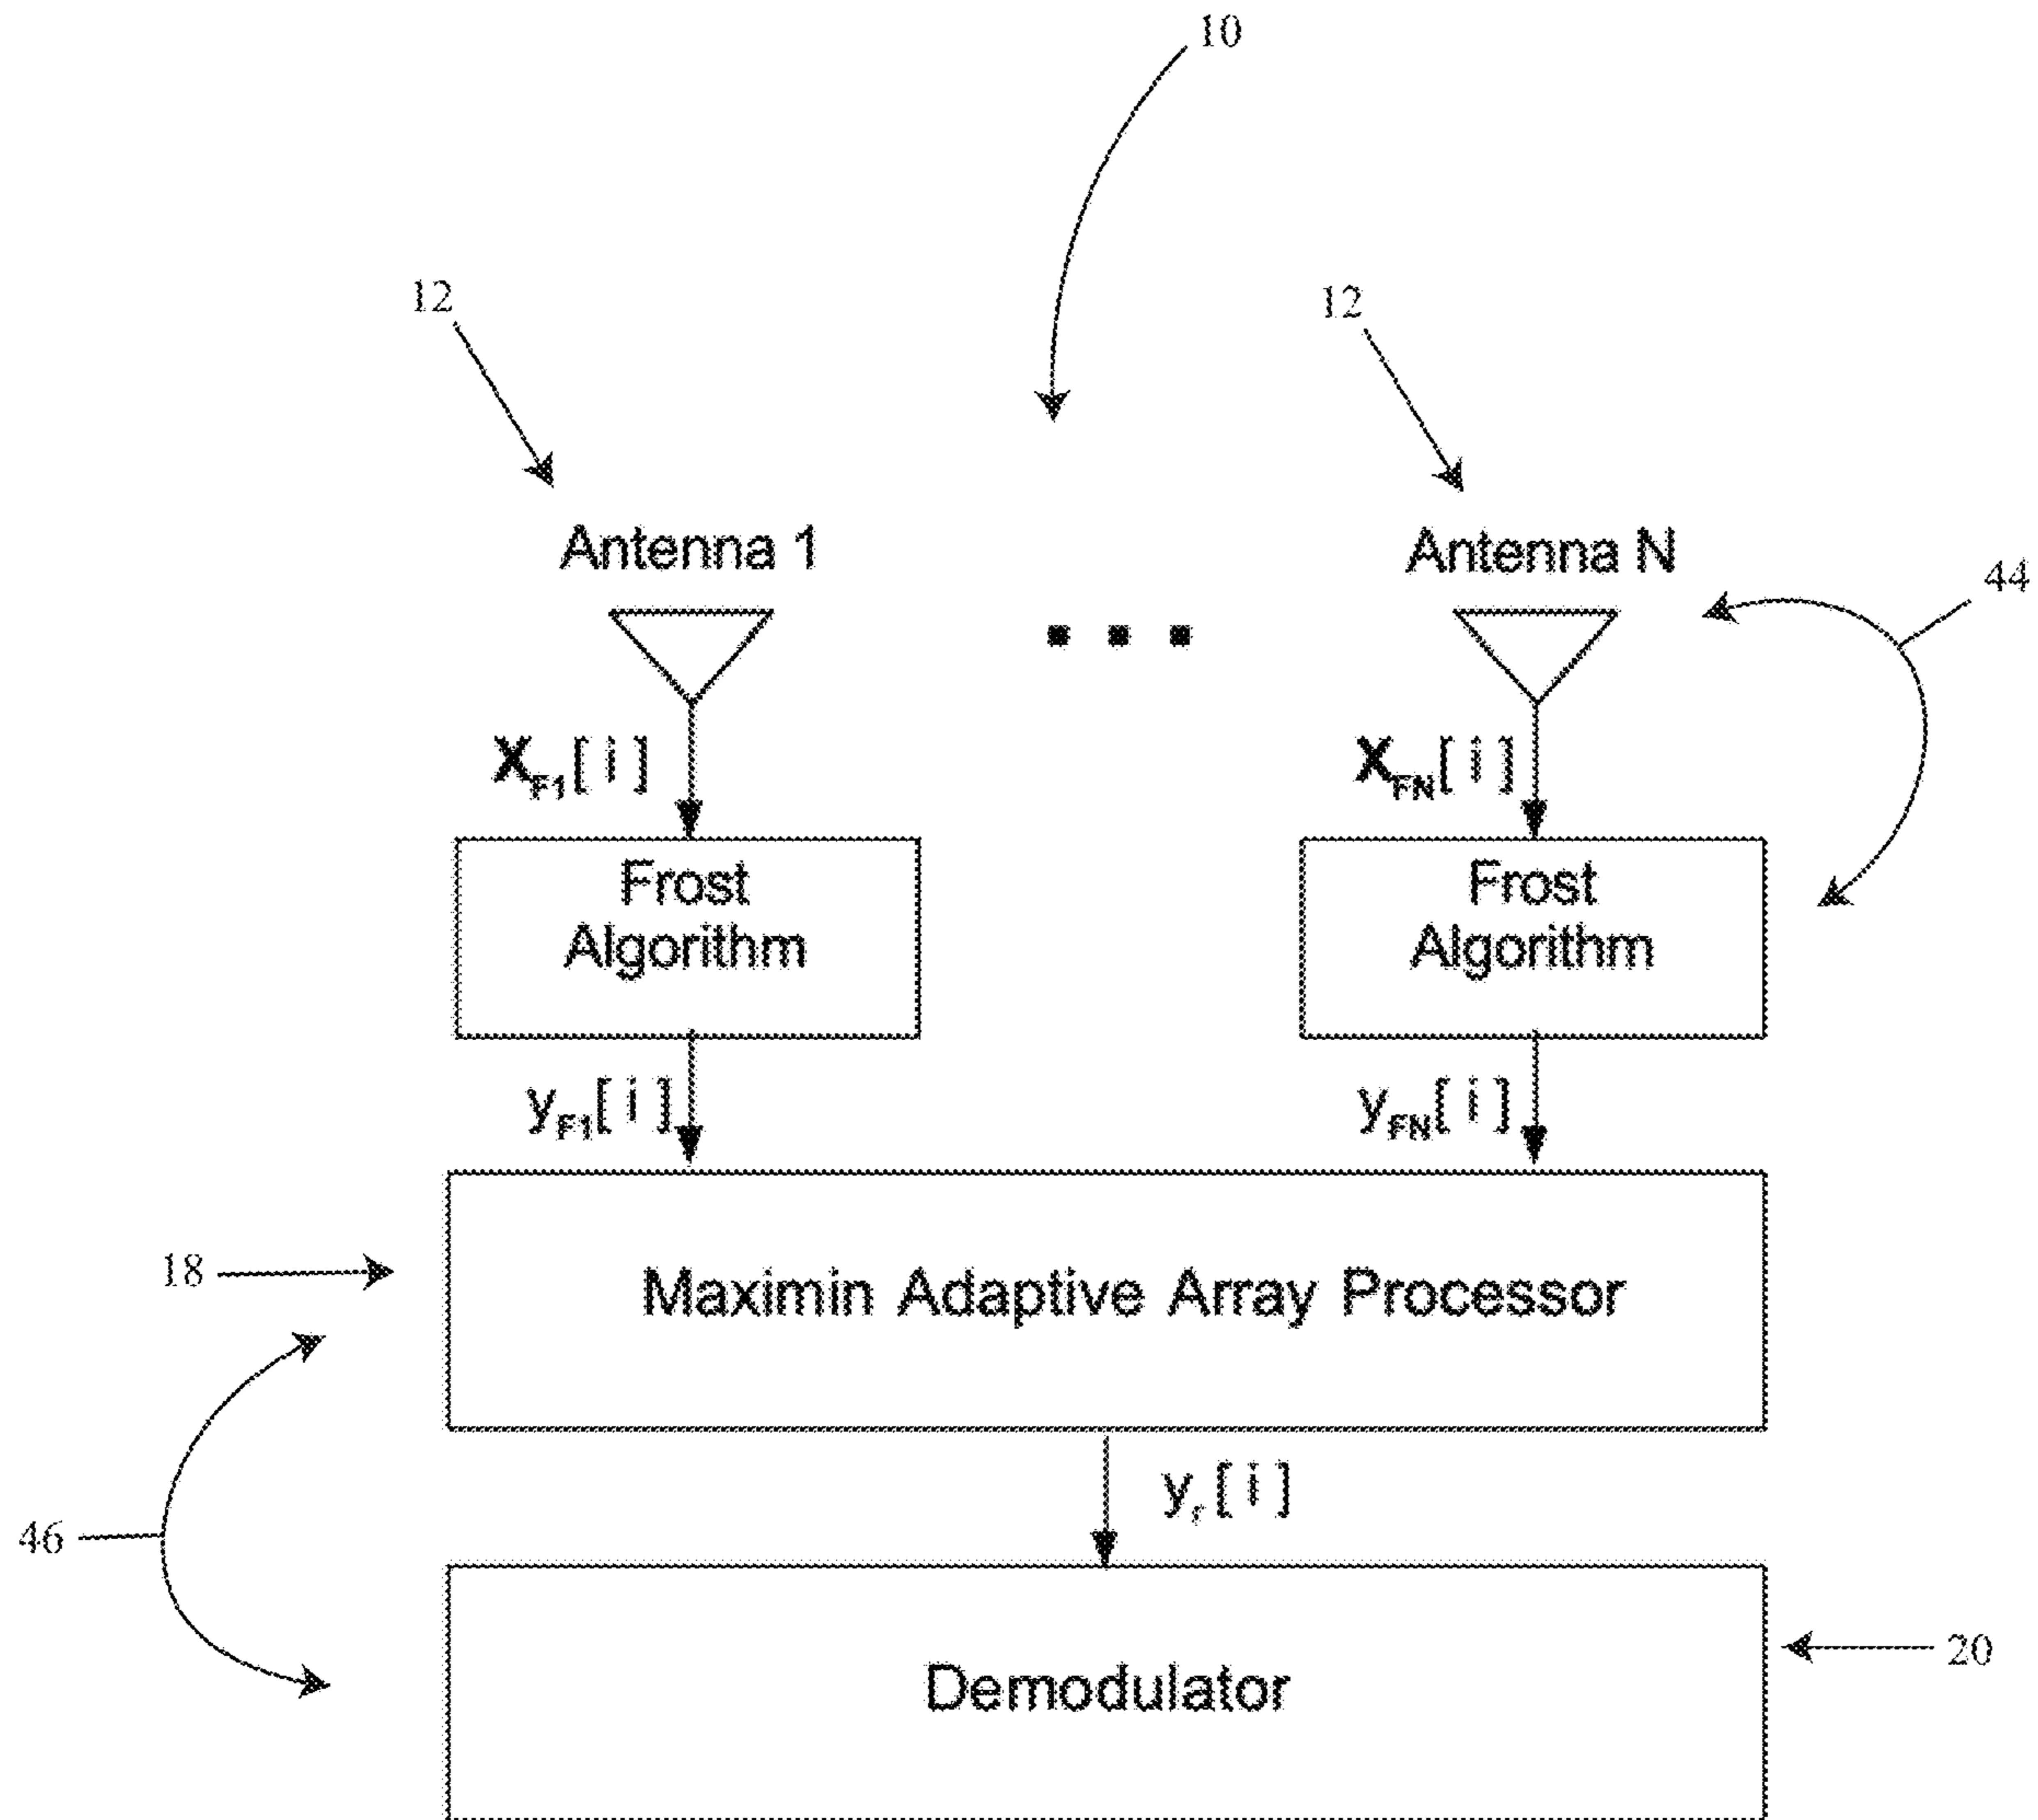 10
12
12
Antenna 1
Antenna N
44
X_F1[ i ]
X_FN[ i ]
Frost
Algorithm
Frost
Algorithm
y_F1[ i ]
y_FN[ i ]
18
Maximin Adaptive Array Processor
y_r[ i ]
46
20
Demodulator